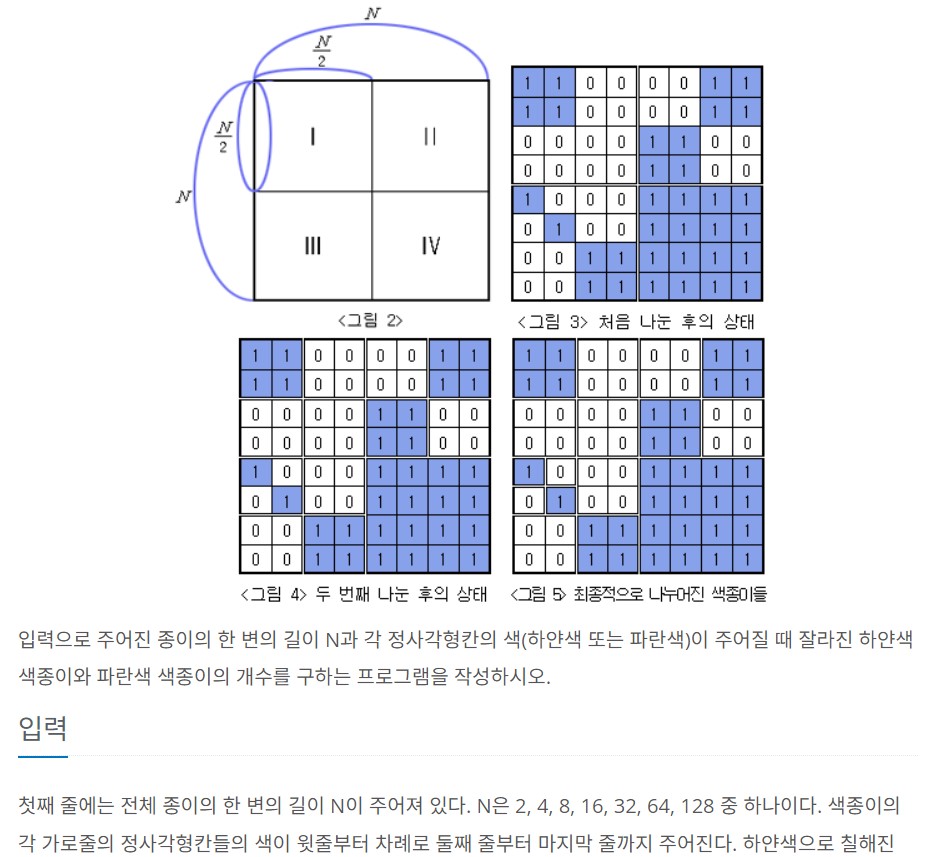 N
N
2
N
2
N
I
II
III
IV
<그림 2>
1 1 0 0 0 0 1 1
1 1 0 0 0 0 1 1
0 0 0 0 1 1 0 0
0 0 0 0 1 1 0 0
1 0 0 0 1 1 1 1
0 1 0 0 1 1 1 1
0 0 1 1 1 1 1 1
0 0 1 1 1 1 1 1
<그림 3> 처음 나눈 후의 상태
1 1 0 0 0 0 1 1
1 1 0 0 0 0 1 1
0 0 0 0 1 1 0 0
0 0 0 0 1 1 0 0
1 0 0 0 1 1 1 1
0 1 0 0 1 1 1 1
0 0 1 1 1 1 1 1
0 0 1 1 1 1 1 1
<그림 4> 두 번째 나눈 후의 상태
1 1 0 0 0 0 1 1
1 1 0 0 0 0 1 1
0 0 0 0 1 1 0 0
0 0 0 0 1 1 0 0
1 0 0 0 1 1 1 1
0 1 0 0 1 1 1 1
0 0 1 1 1 1 1 1
0 0 1 1 1 1 1 1
<그림 5> 최종적으로 나누어진 색종이들
입력으로 주어진 종이의 한 변의 길이 N과 각 정사각형칸의 색(하얀색 또는 파란색)이 주어질 때 잘라진 하얀색
색종이와 파란색 색종이의 개수를 구하는 프로그램을 작성하시오.
입력
첫째 줄에는 전체 종이의 한 변의 길이 N이 주어져 있다. N은 2, 4, 8, 16, 32, 64, 128 중 하나이다. 색종이의
각 가로줄의 정사각형칸들의 색이 윗줄부터 차례로 둘째 줄부터 마지막 줄까지 주어진다. 하얀색으로 칠해진